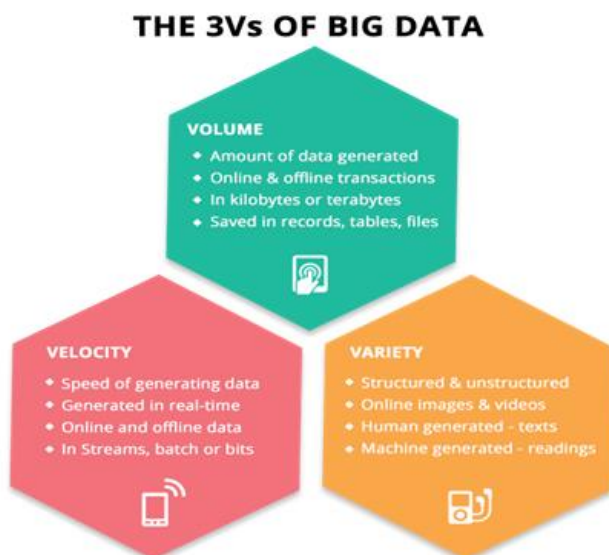 THE 3Vs OF BIG DATA
VOLUME
Amount of data generated
Online & offline transactions
In kilobytes or terabytes
Saved in records, tables, files
VELOCITY
Speed of generating data
Generated in real-time
Online and offline data
In Streams, batch or bits
VARIETY
Structured & unstructured
Online images & videos
Human generated - texts
Machine generated - readings